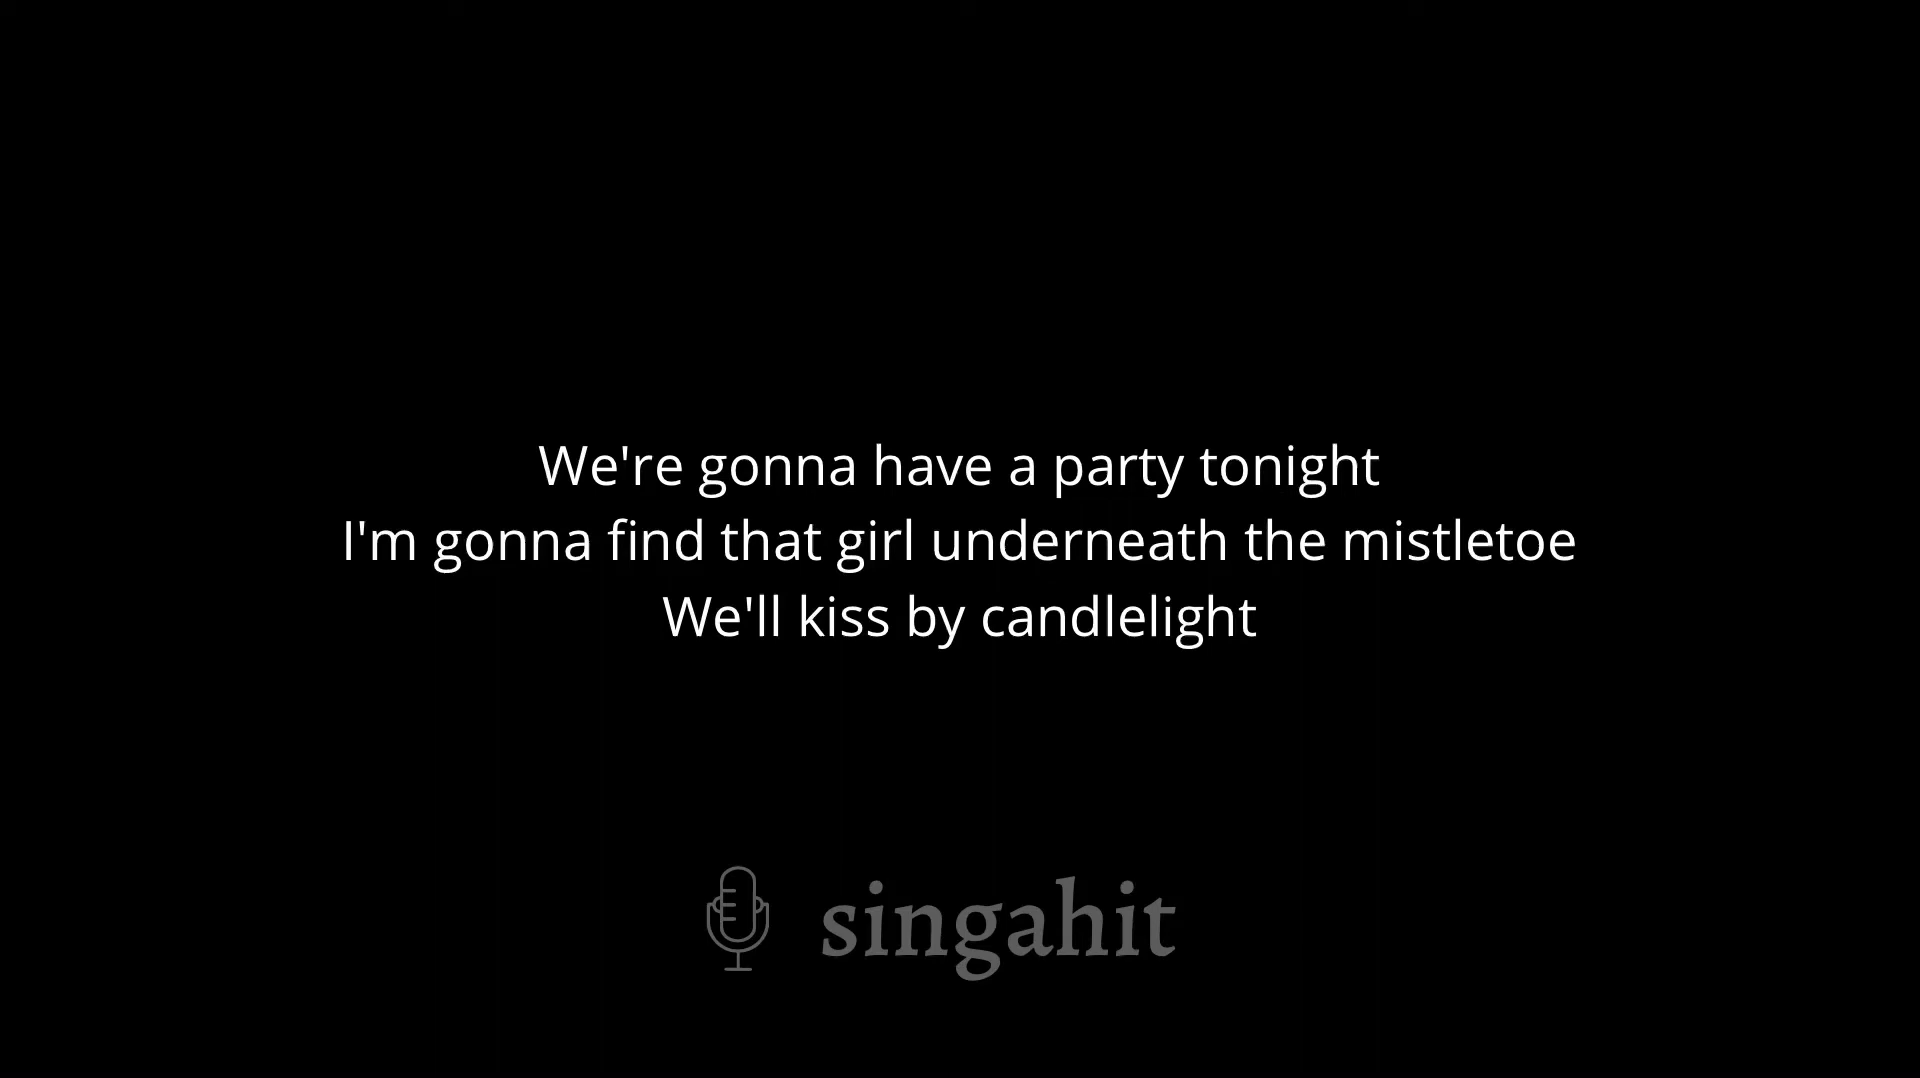 We're gonna have a party tonight
I'm gonna find that girl underneath the mistletoe
We'll kiss by candlelight
singahit